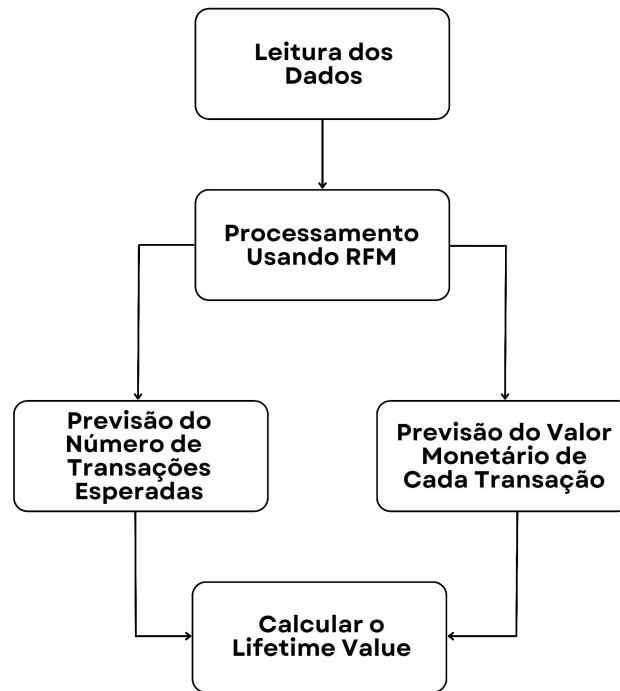 Leitura dos
Dados
Processamento
Usando RFM
Previsão do
Número de
Transações
Esperadas
Previsão do Valor
Monetário de
Cada Transação
Calcular o
Lifetime Value